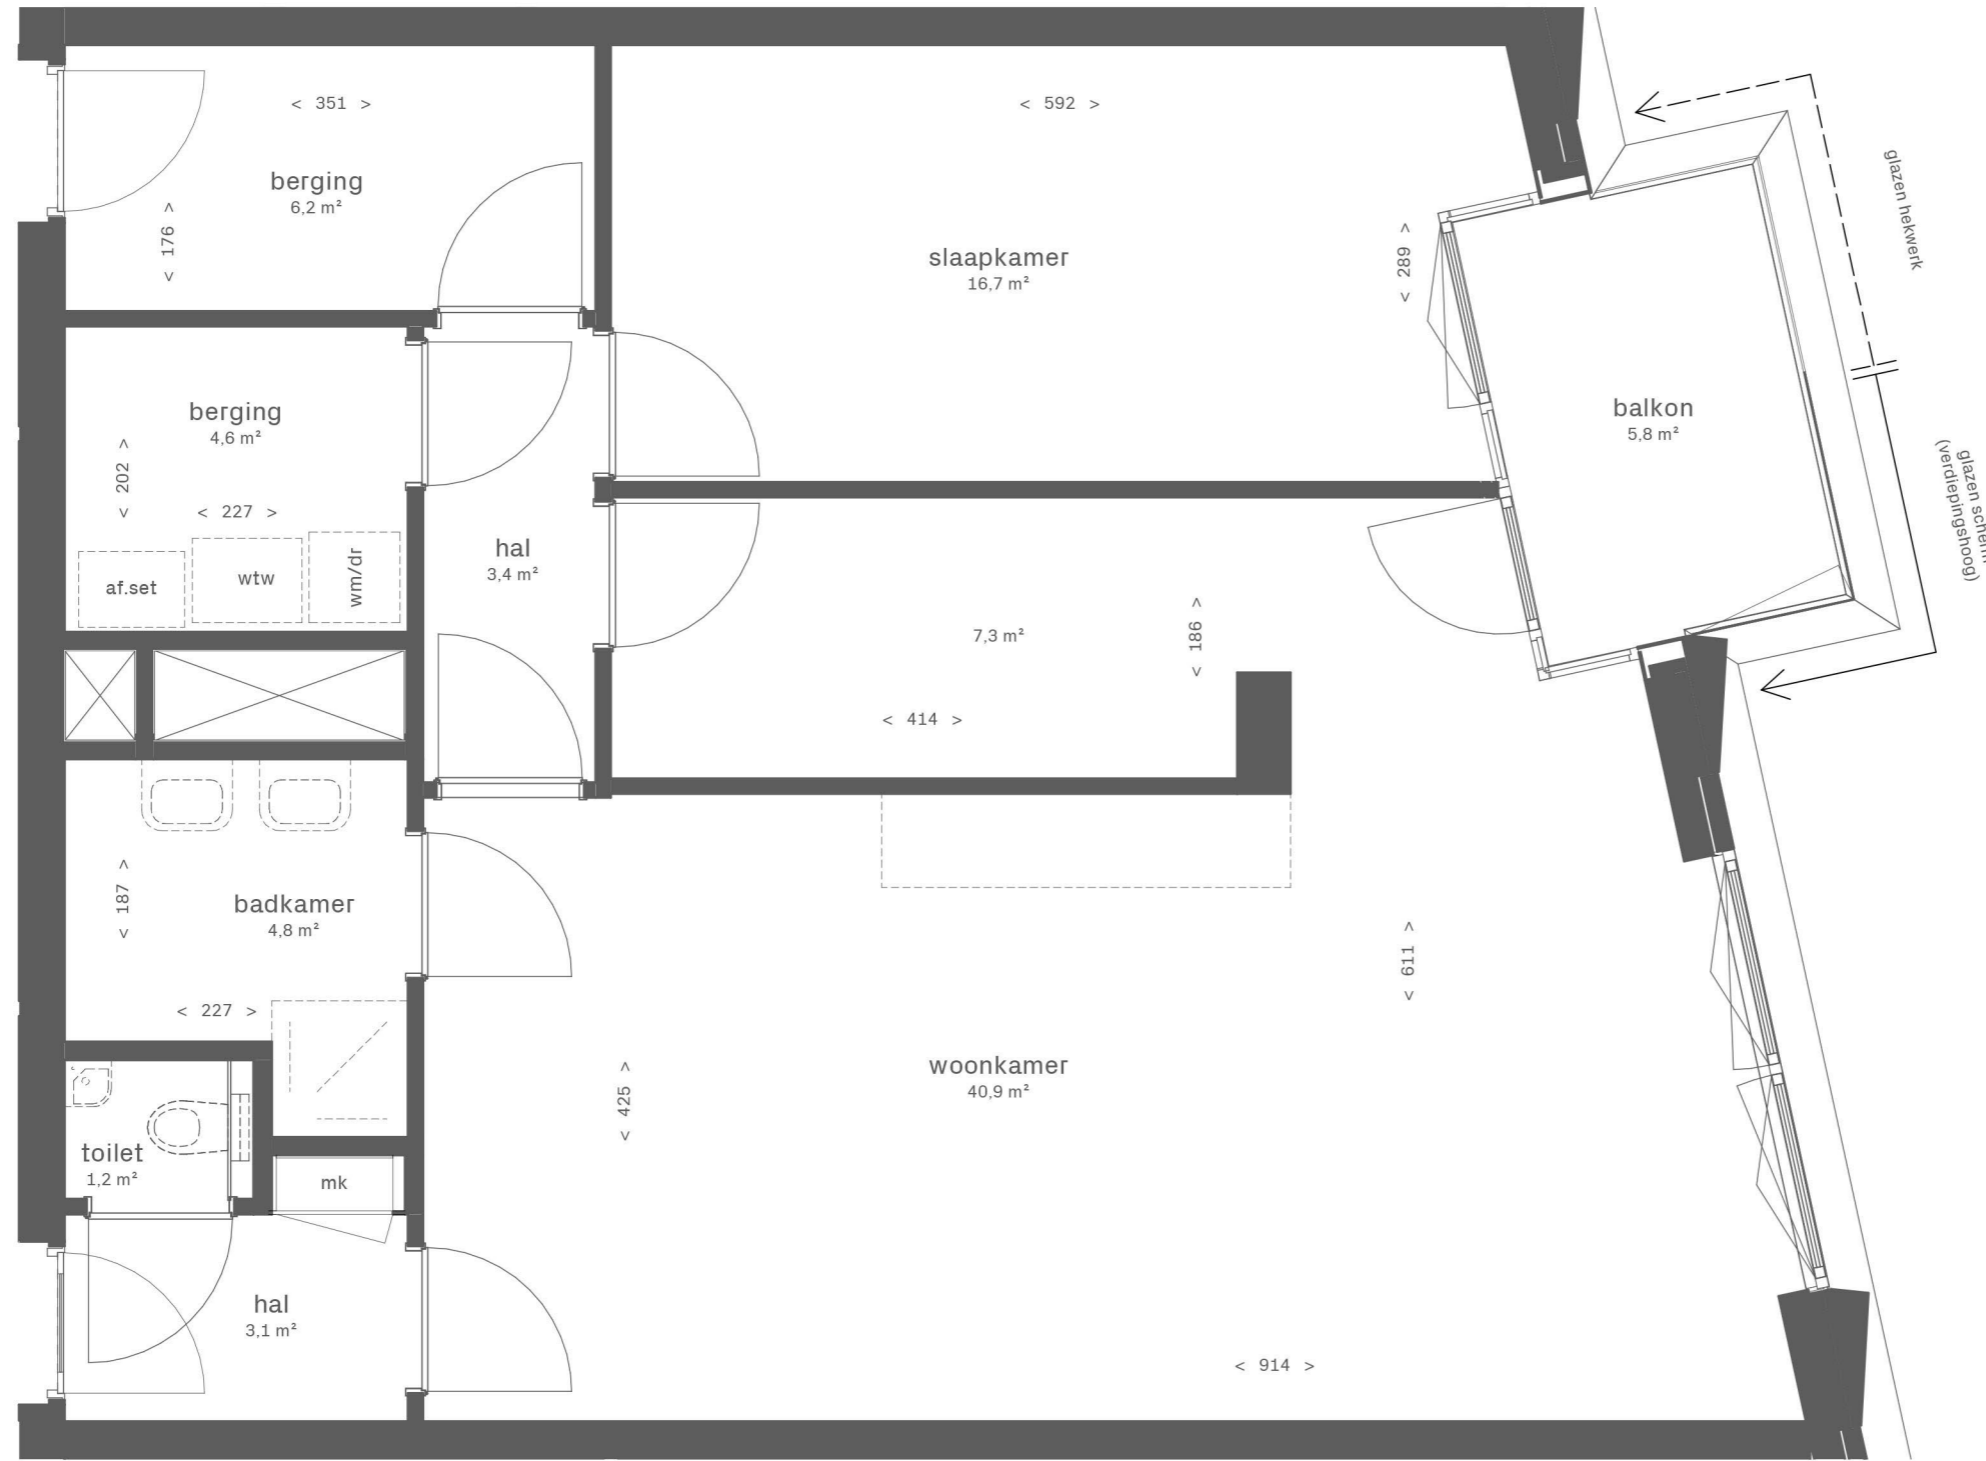 < 351 >
berging
6,2 m²
< 176 >
< 592 >
slaapkamer
16,7 m²
< 289 >
glazen hekwerk
balkon
5,8 m²
glazen scherm
(verdiepingshoog)
berging
4,6 m²
< 202 >
< 227 >
af.set
wtw
wm/dr
hal
3,4 m²
7,3 m²
< 186 >
< 414 >
< 187 >
badkamer
4,8 m²
< 227 >
< 611 >
woonkamer
40,9 m²
< 425 >
toilet
1,2 m²
mk
hal
3,1 m²
< 914 >